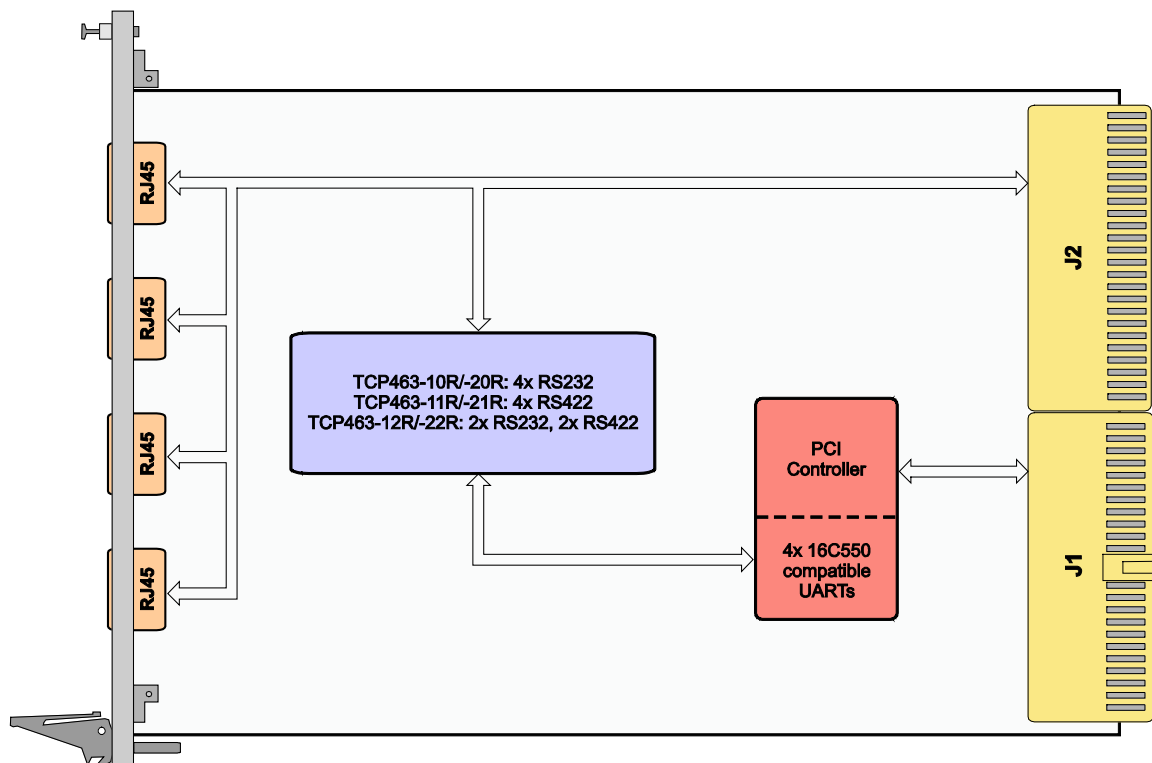 RJ45
J2
RJ45
TCP463-10R/-20R: 4x RS232
TCP463-11R/-21R: 4x RS422
TCP463-12R/-22R: 2x RS232, 2x RS422
RJ45
PCI
Controller
4x 16C550
compatible
UARTs
J1
RJ45